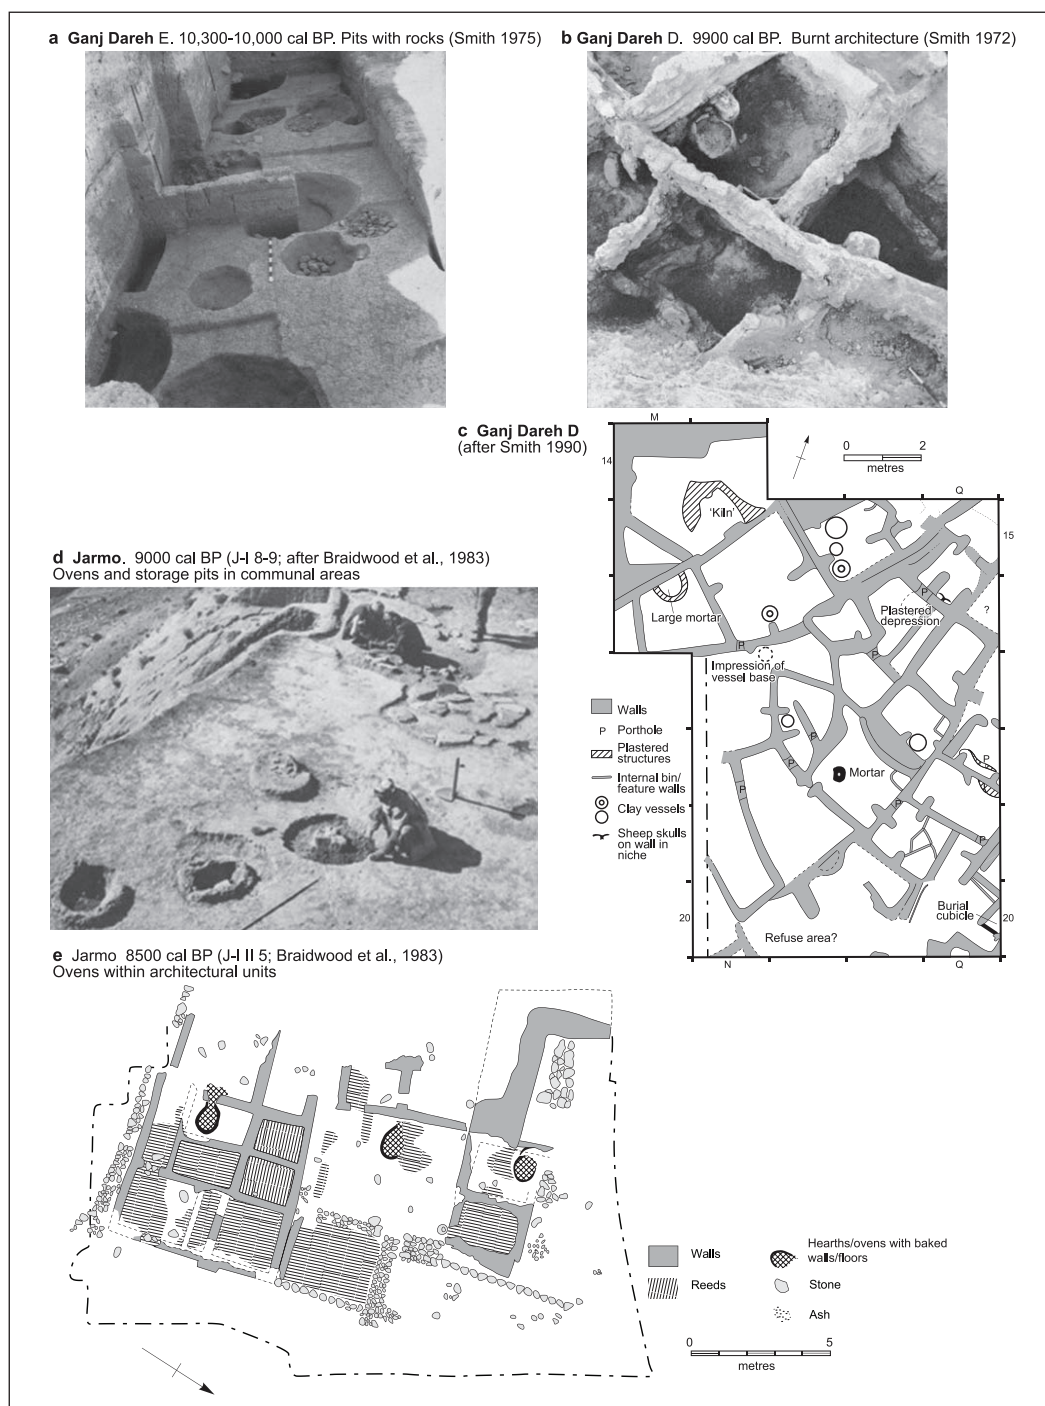 a Ganj Dareh E. 10,300-10,000 cal BP. Pits with rocks (Smith 1975)
b Ganj Dareh D. 9900 cal BP. Burnt architecture (Smith 1972)
c Ganj Dareh D
(after Smith 1990)
M
14
0 2
metres
Q
15
'Kiln'
Large mortar
P
Plastered
depression
?
P
P
Impression of
vessel base
Walls
P Porthole
Plastered
structures
Internal bin/
feature walls
Clay vessels
Sheep skulls
on wall in
niche
P
P
P
Mortar
P
P
P
Burial
cubicle
20
20
Refuse area?
N
Q
d Jarmo. 9000 cal BP (J-I 8-9; after Braidwood et al., 1983)
Ovens and storage pits in communal areas
e Jarmo 8500 cal BP (J-I II 5; Braidwood et al., 1983)
Ovens within architectural units
Walls
Reeds
Hearths/ovens with baked
walls/floors
Stone
Ash
0 5
metres